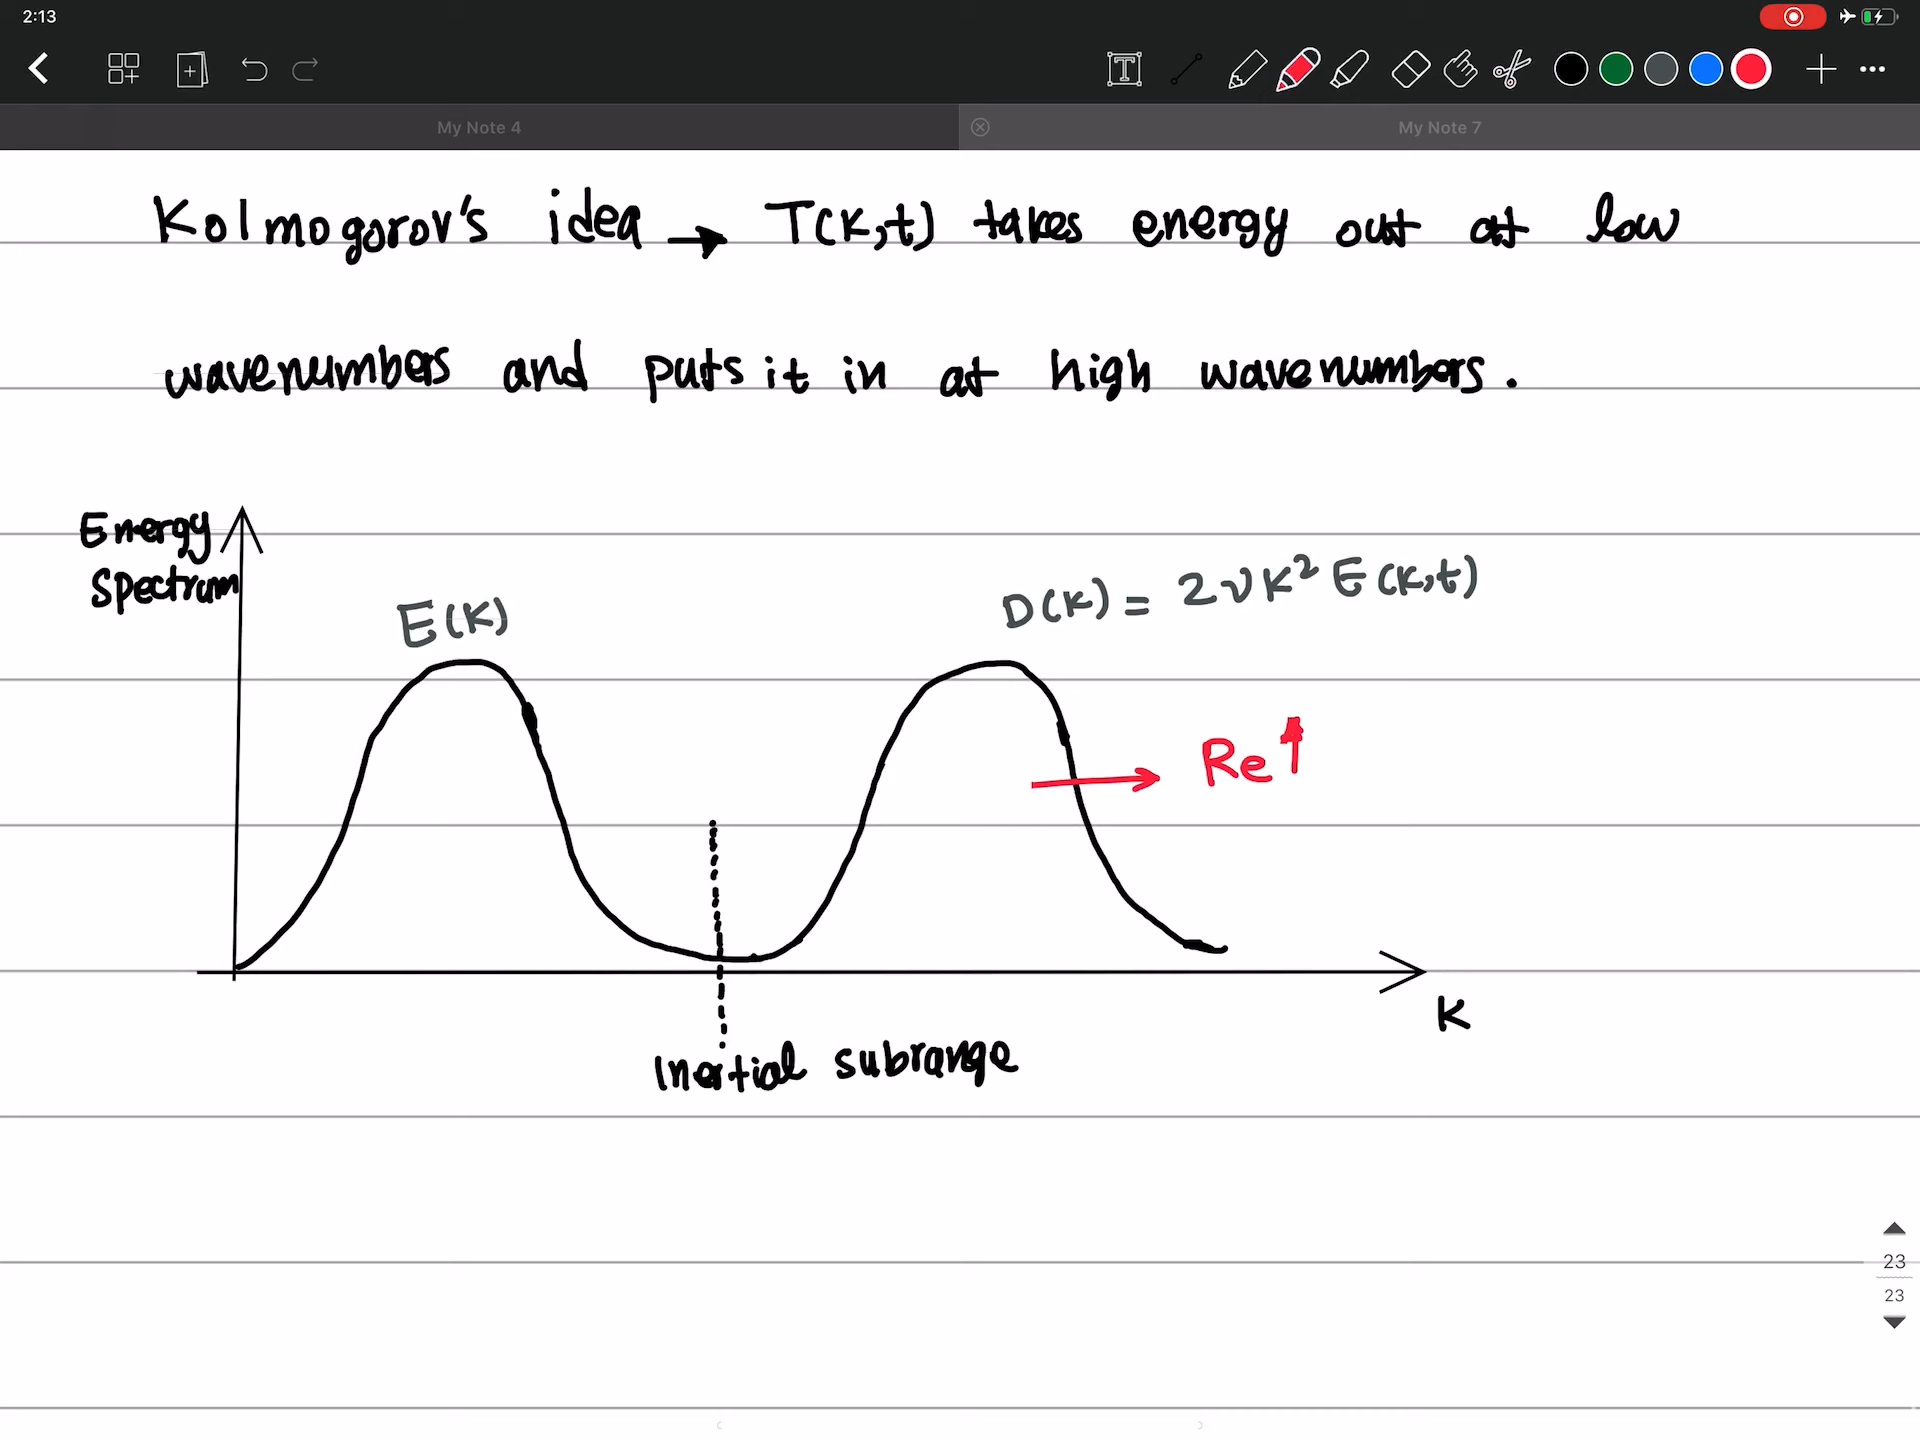 2:13
My Note 4
My Note 7
Kolmogorov's idea → T(K,t) takes energy out at low
wavenumbers and puts it in at high wavenumbers.
Energy
Spectrum
E(K)
D(K) = 2νK² E(K,t)
Re↑
K
Inertial subrange
23
23